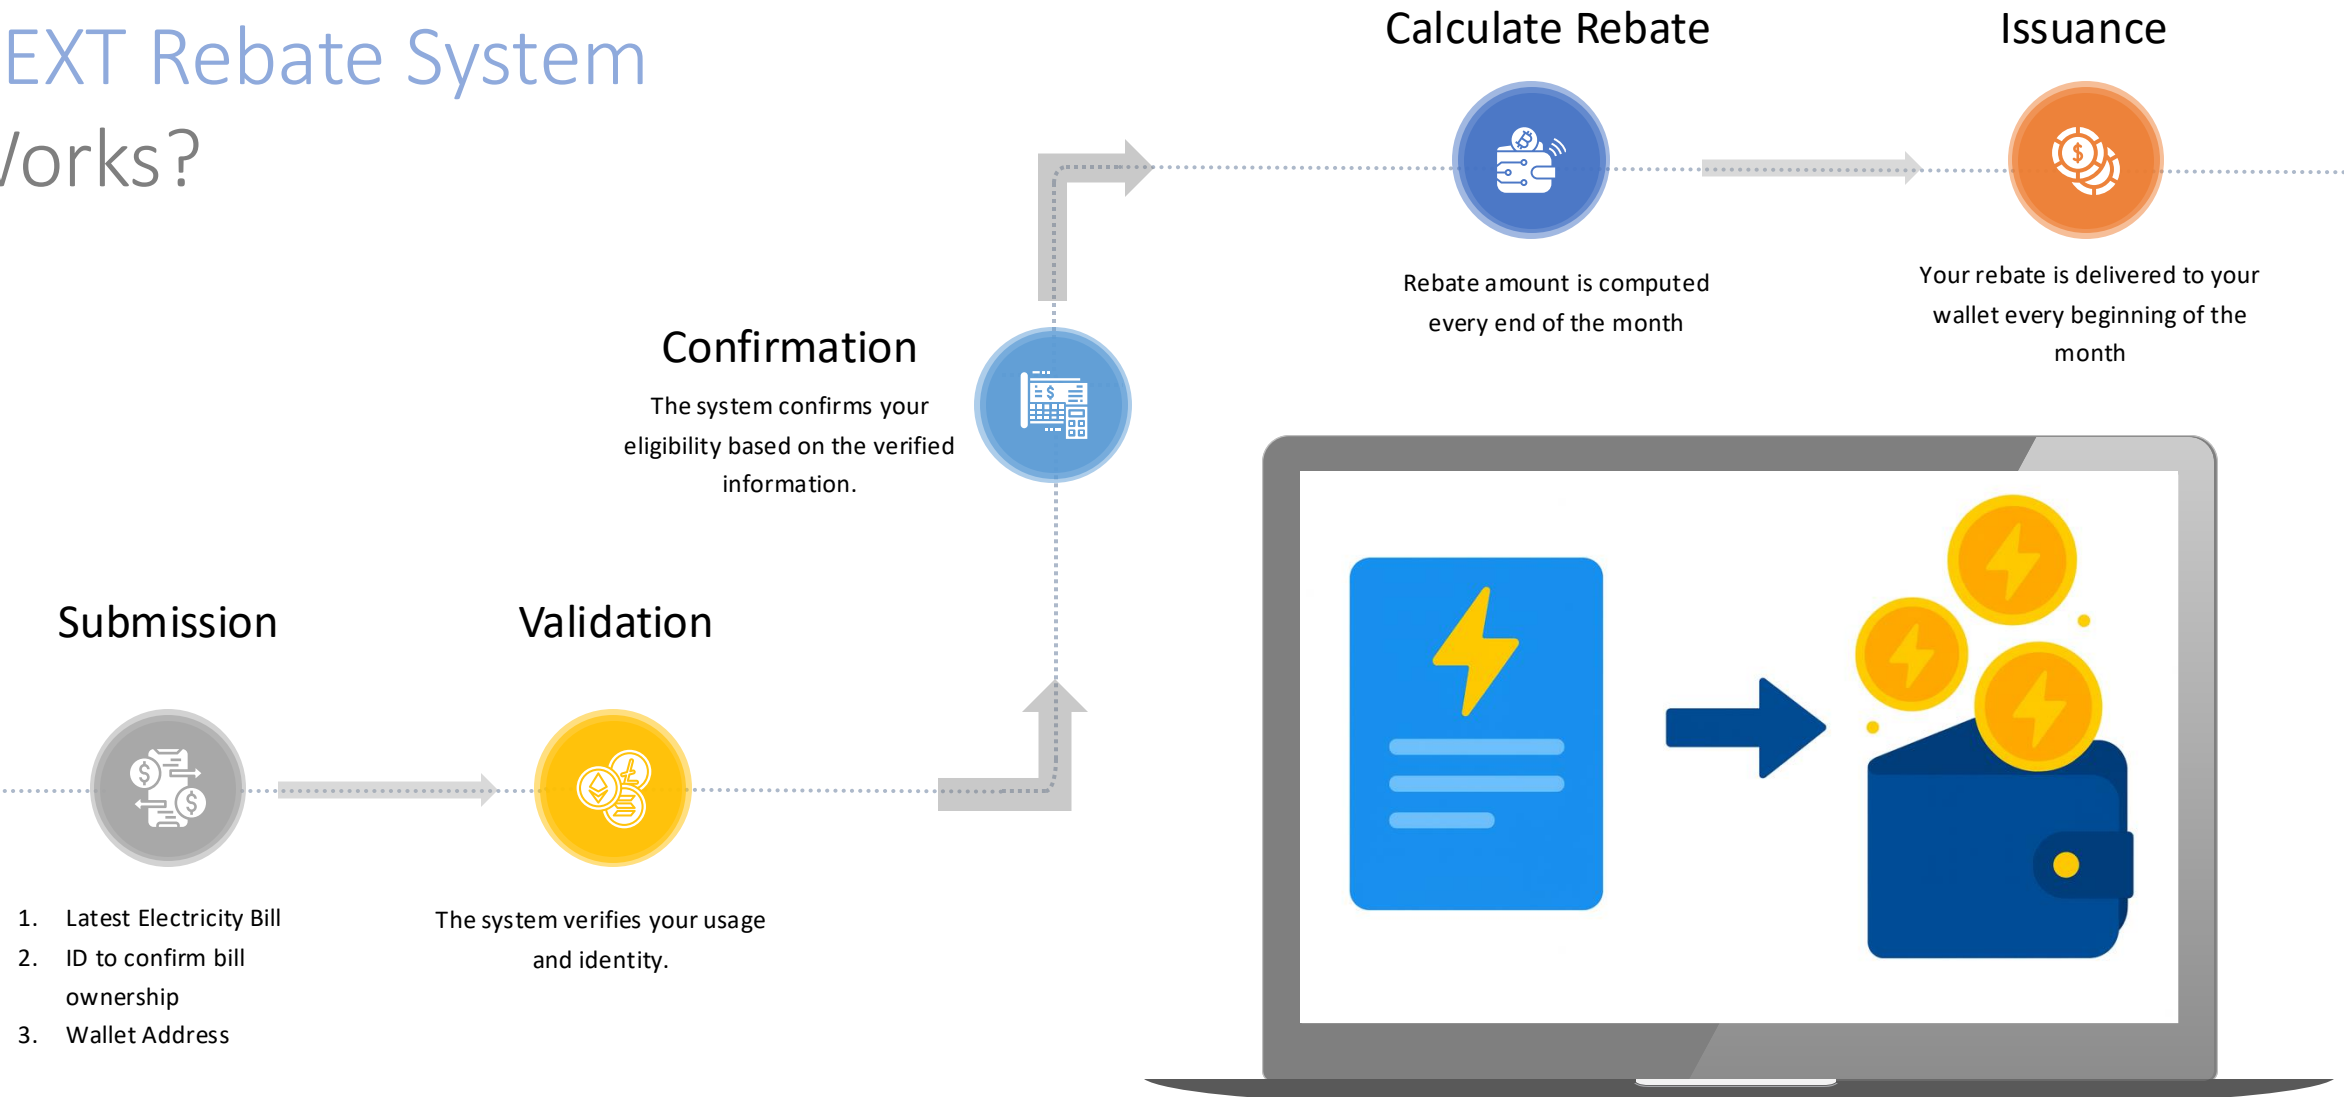 EXT Rebate System
Works?
Calculate Rebate
Rebate amount is computed
every end of the month
Issuance
Your rebate is delivered to your
wallet every beginning of the
month
Confirmation
The system confirms your
eligibility based on the verified
information.
Submission
1. Latest Electricity Bill
2. ID to confirm bill
ownership
3. Wallet Address
Validation
The system verifies your usage
and identity.